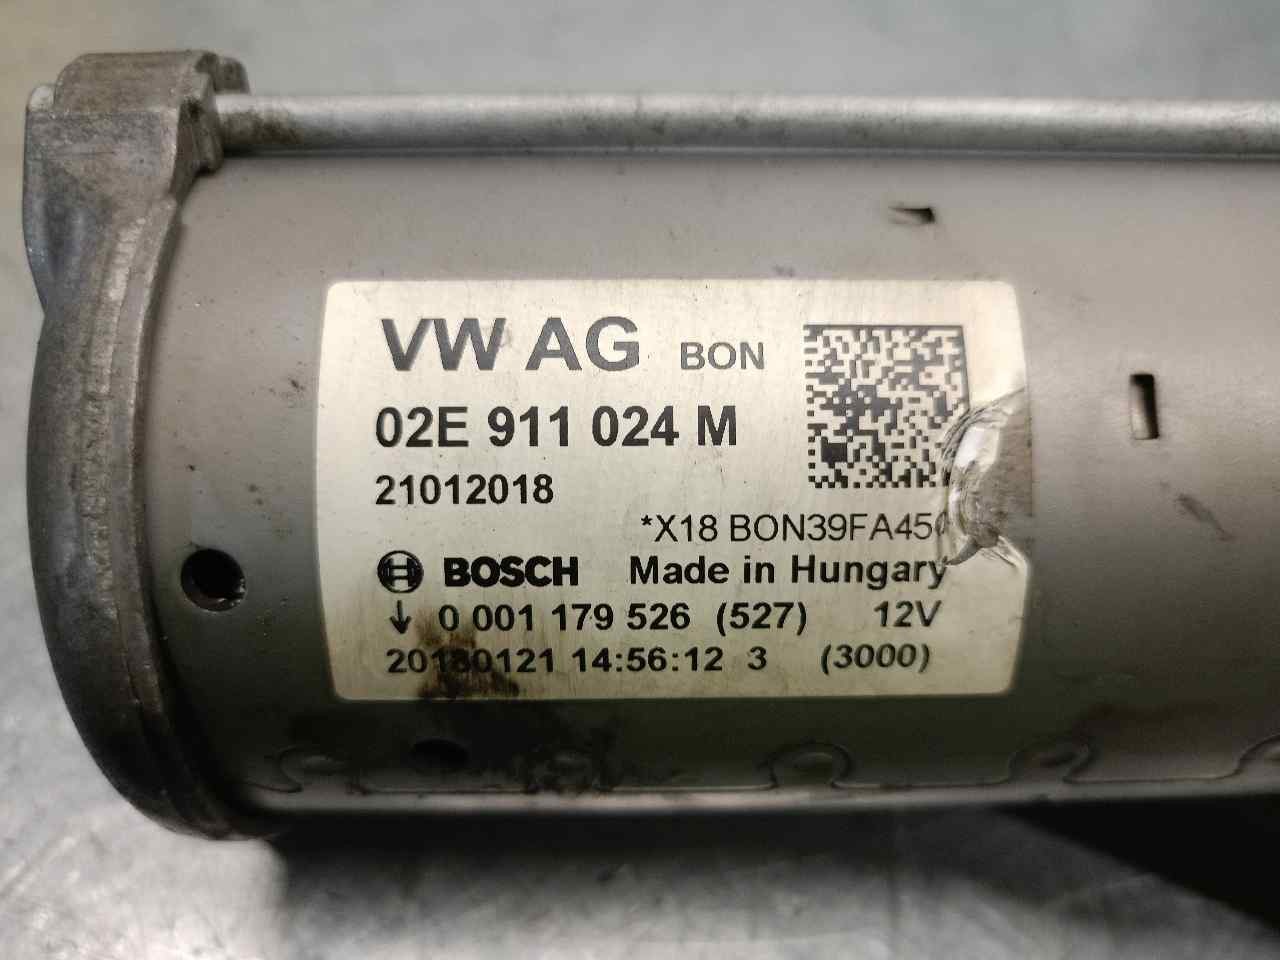 VW AG BON
02E 911 024 M
21012018
*X18 BON39FA45
BOSCH Made in Hungary
↓ 0 001 179 526 (527) 12V
20180121 14:56:12 3 (3000)